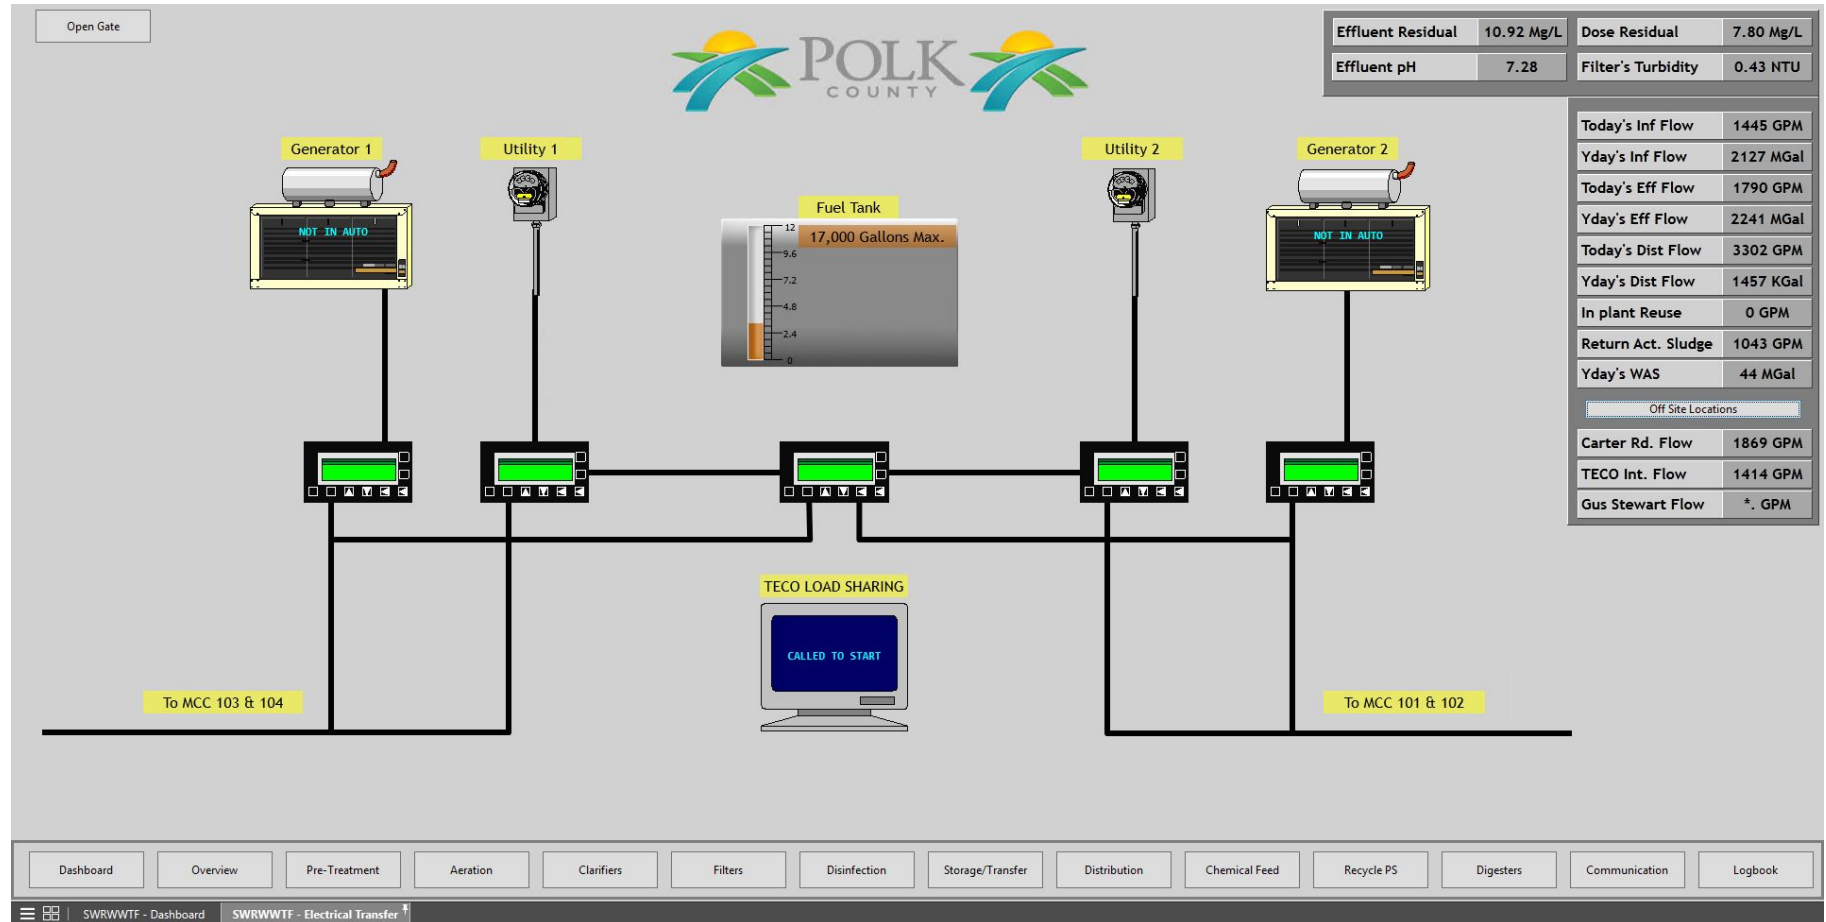 Open Gate
POLK
COUNTY
Effluent Residual 10.92 Mg/L Dose Residual 7.80 Mg/L
Effluent pH 7.28 Filter's Turbidity 0.43 NTU
Today's Inf Flow 1445 GPM
Yday's Inf Flow 2127 MGal
Today's Eff Flow 1790 GPM
Yday's Eff Flow 2241 MGal
Today's Dist Flow 3302 GPM
Yday's Dist Flow 1457 KGal
In plant Reuse 0 GPM
Return Act. Sludge 1043 GPM
Yday's WAS 44 MGal
Off Site Locations
Carter Rd. Flow 1869 GPM
TECO Int. Flow 1414 GPM
Gus Stewart Flow *. GPM
Generator 1 Utility 1 Utility 2 Generator 2
NOT IN AUTO NOT IN AUTO
Fuel Tank
17,000 Gallons Max.
12
9.6
7.2
4.8
2.4
0
TECO LOAD SHARING
CALLED TO START
To MCC 103 & 104 To MCC 101 & 102
Dashboard Overview Pre-Treatment Aeration Clarifiers Filters Disinfection Storage/Transfer Distribution Chemical Feed Recycle PS Digesters Communication Logbook
SWRWWTF - Dashboard SWRWWTF - Electrical Transfer